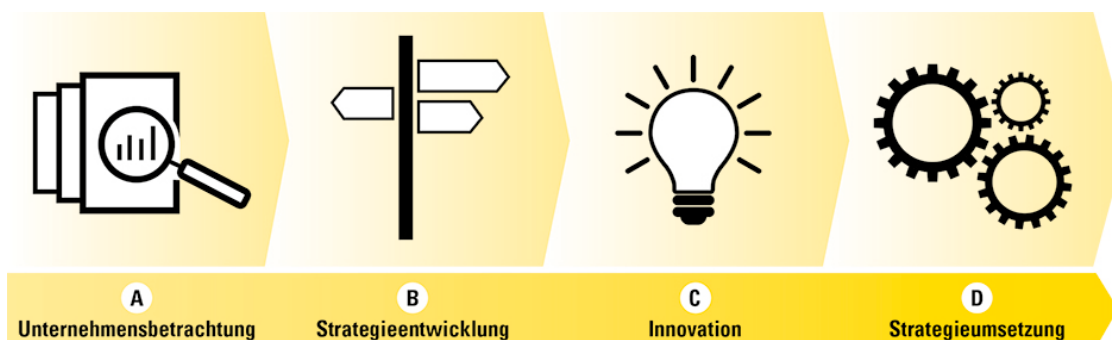 A
Unternehmensbetrachtung
B
Strategieentwicklung
C
Innovation
D
Strategieumsetzung